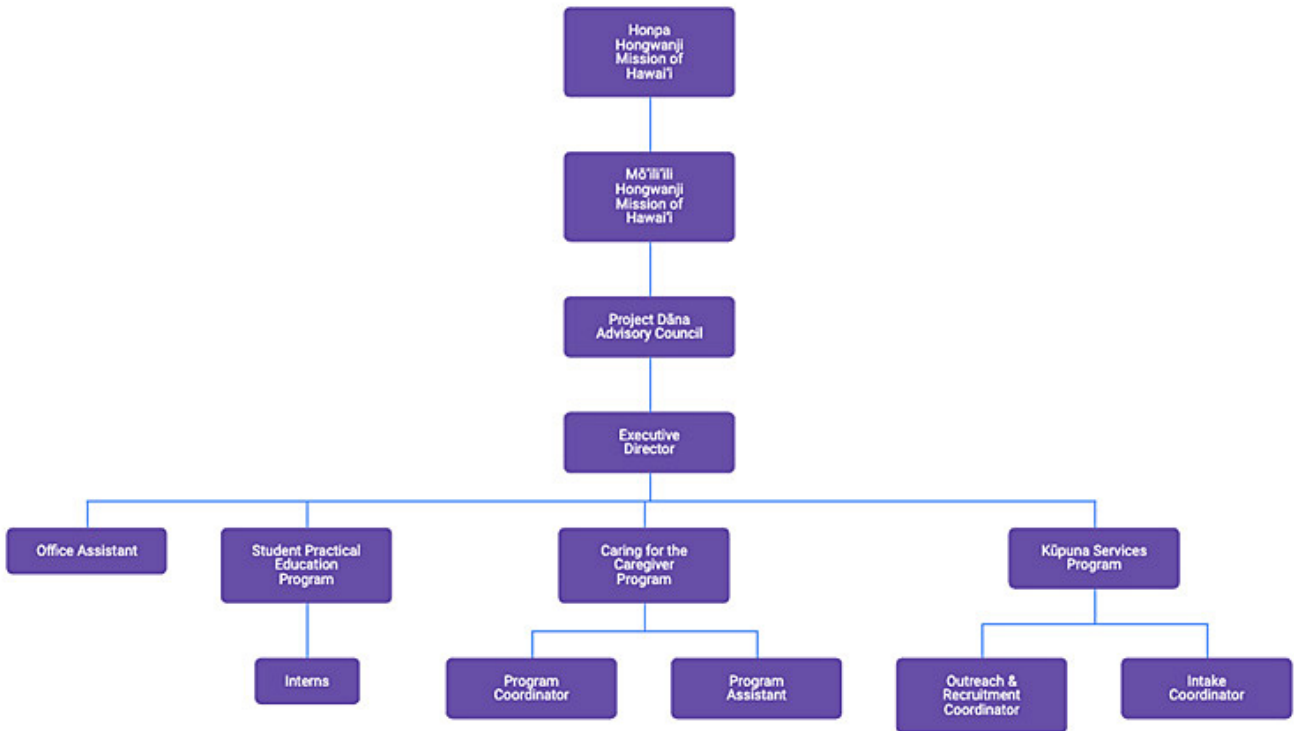 Honpa
Hongwanji
Mission of
Hawai'i
Mō'ili'ili
Hongwanji
Mission of
Hawai'i
Project Dāna
Advisory Council
Executive
Director
Office Assistant
Student Practical
Education
Program
Caring for the
Caregiver
Program
Kūpuna Services
Program
Interns
Program
Coordinator
Program
Assistant
Outreach &
Recruitment
Coordinator
Intake
Coordinator